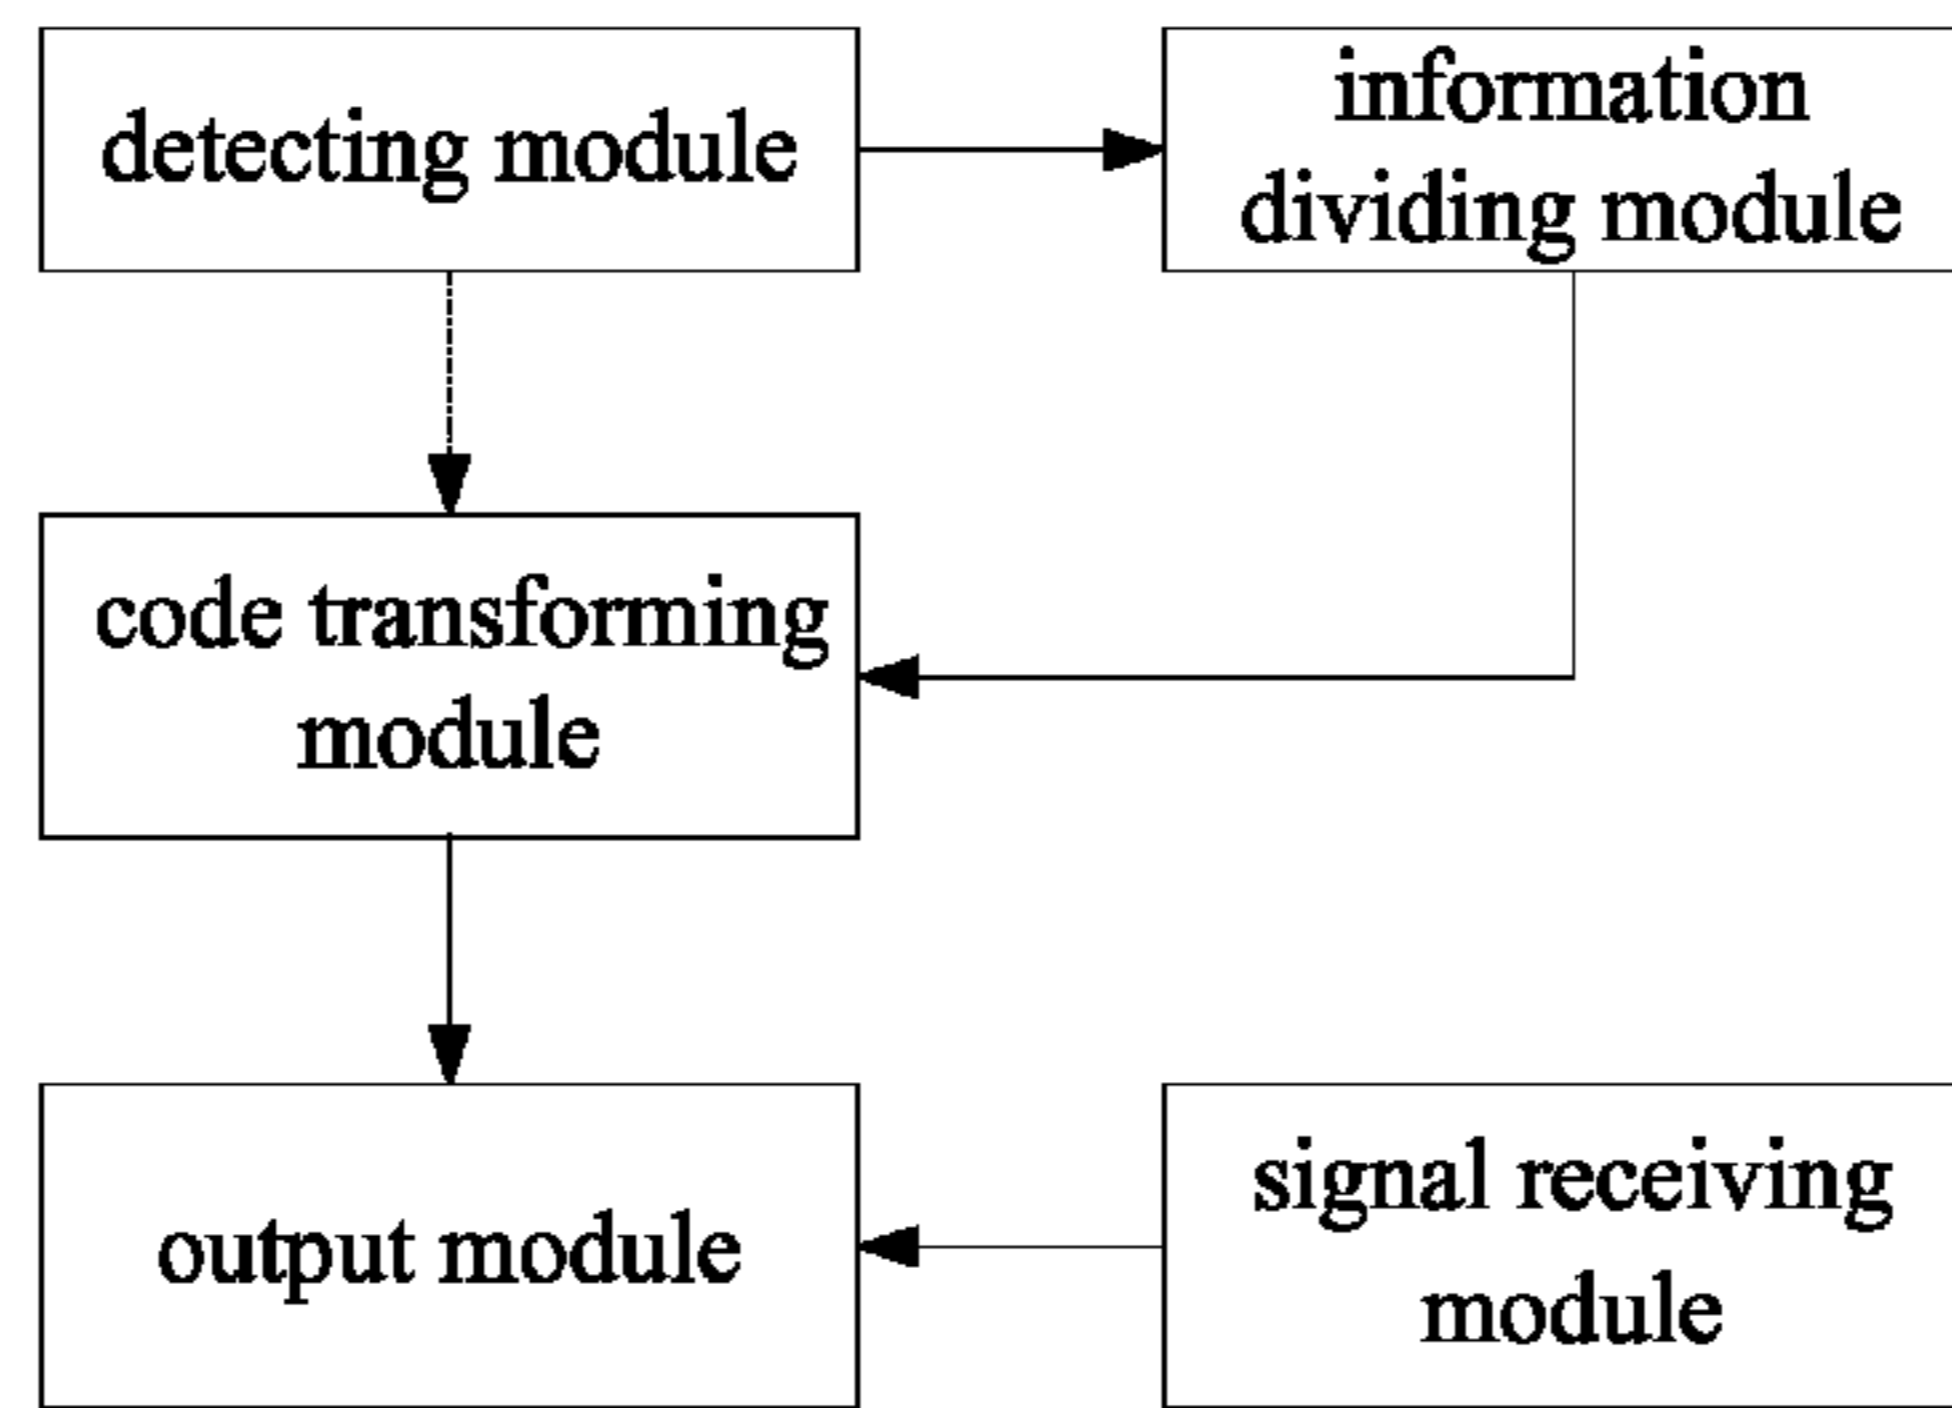 detecting module
information
dividing module
code transforming
module
output module
signal receiving
module